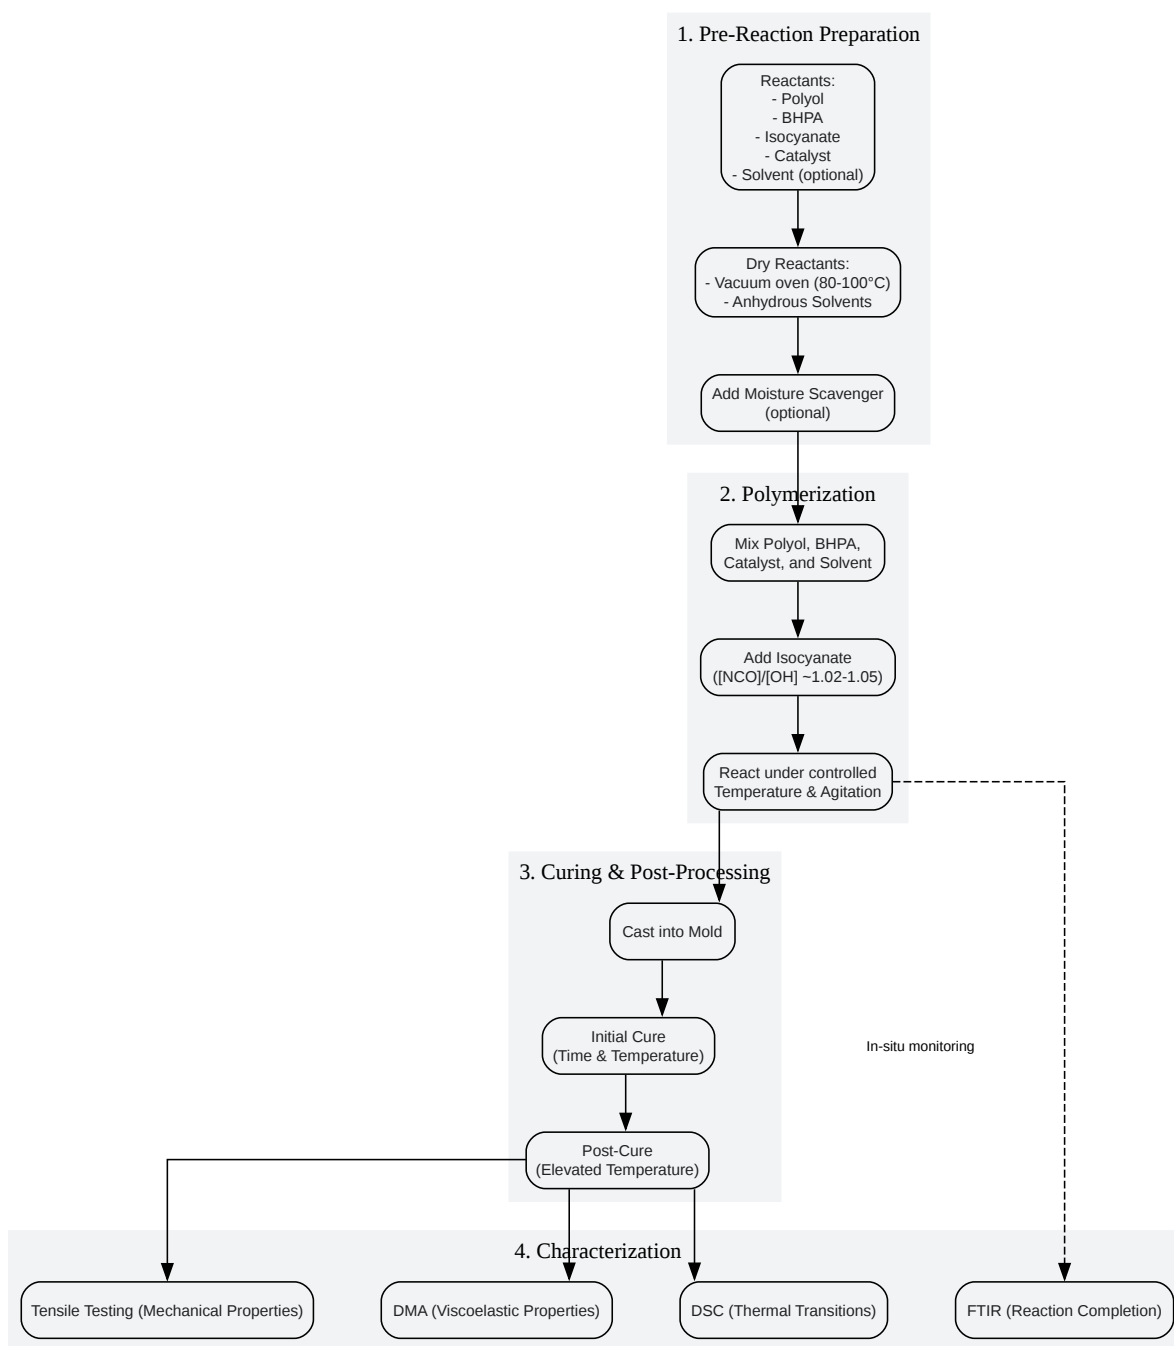 1. Pre-Reaction Preparation
Reactants:
- Polyol
- BHPA
- Isocyanate
- Catalyst
- Solvent (optional)
Dry Reactants:
- Vacuum oven (80-100°C)
- Anhydrous Solvents
Add Moisture Scavenger
(optional)
2. Polymerization
Mix Polyol, BHPA,
Catalyst, and Solvent
Add Isocyanate
([NCO]/[OH] ~1.02-1.05)
React under controlled
Temperature & Agitation
3. Curing & Post-Processing
Cast into Mold
Initial Cure
(Time & Temperature)
In-situ monitoring
Post-Cure
(Elevated Temperature)
4. Characterization
Tensile Testing (Mechanical Properties)
DMA (Viscoelastic Properties)
DSC (Thermal Transitions)
FTIR (Reaction Completion)